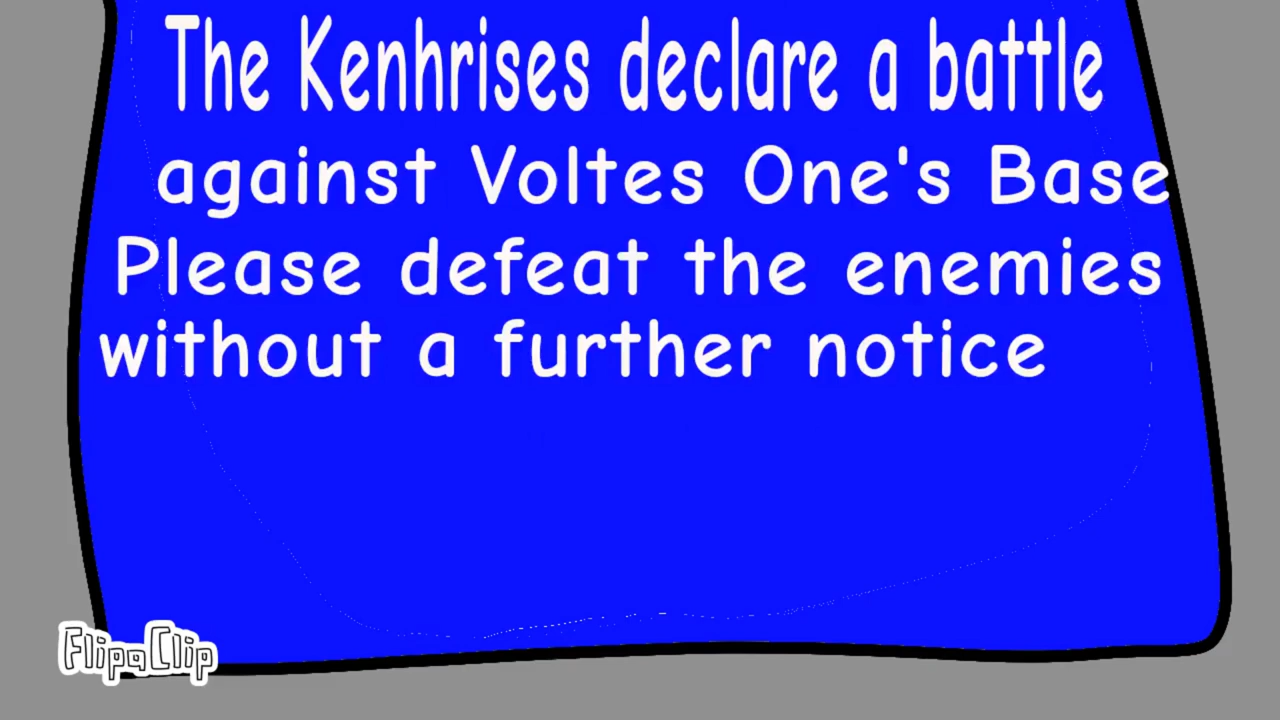 The Kenhrises declare a battle
against Voltes One's Base
Please defeat the enemies
without a further notice
FlipaClip